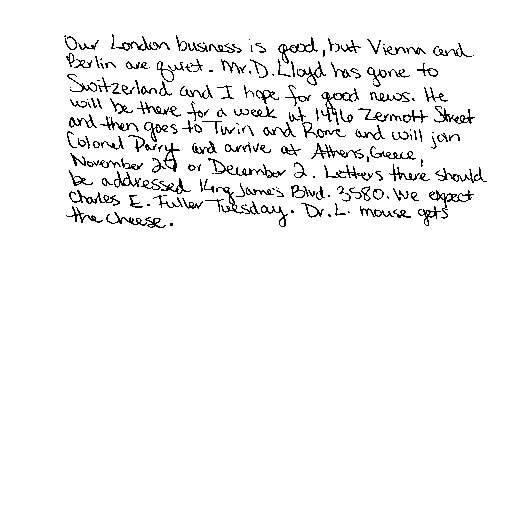 Our London business is good, but Vienna and
Berlin are quiet. Mr. D. Lloyd has gone to
Switzerland and I hope for good news. He
will be there for a week at 1496 Zermott Street
and then goes to Turin and Rome and will join
Colonel Parry and arrive at Athens, Greece,
November 27 or December 2. Letters there should
be addressed King James Blvd. 3580. We expect
Charles E. Fuller Tuesday. Dr. L. mouse gets
the cheese.